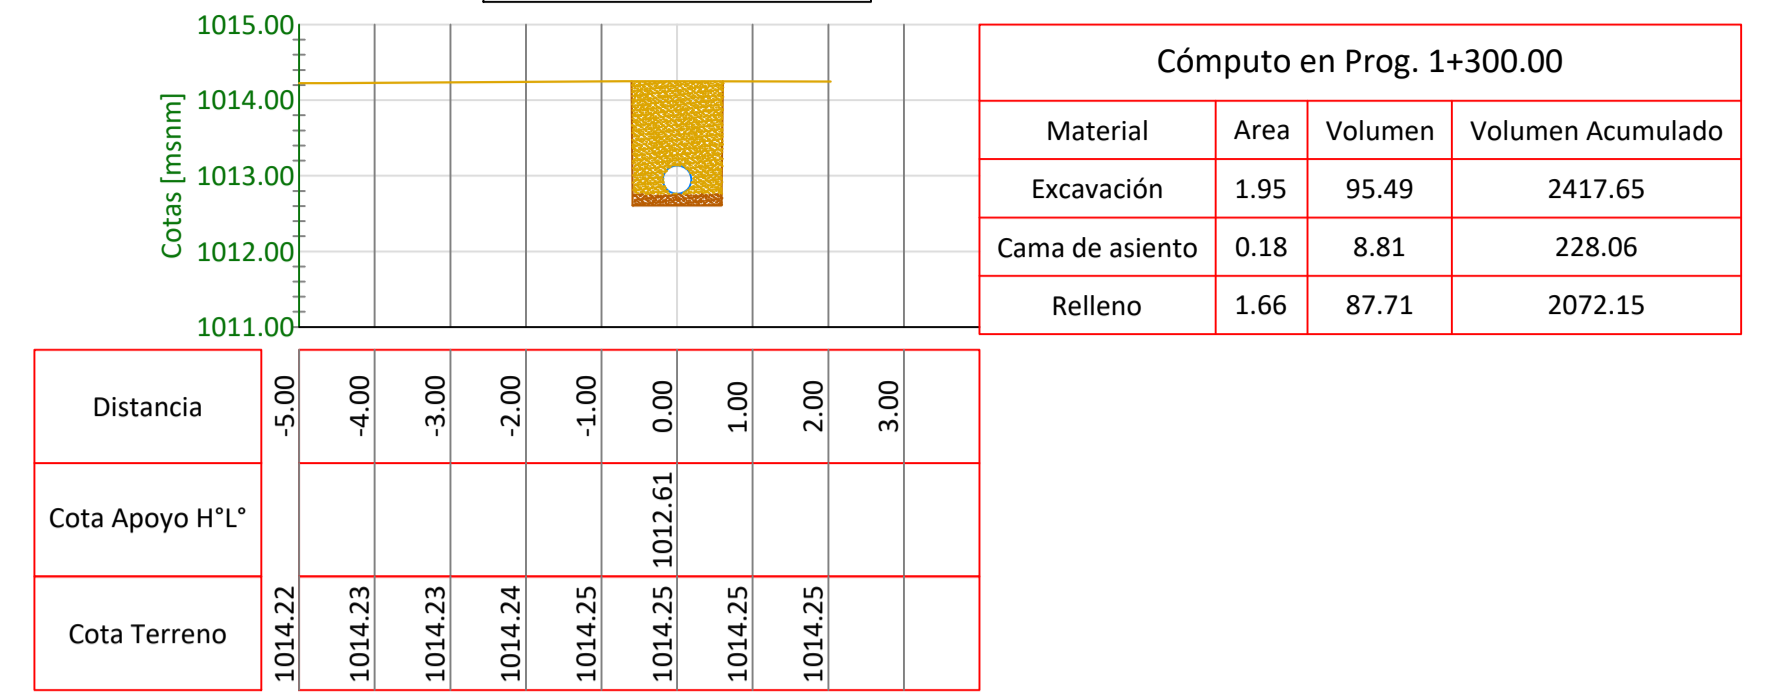 1015.00
1014.00
1013.00
1012.00
1011.00
Cotas [msnm]
Cómputo en Prog. 1+300.00
Material Area Volumen Volumen Acumulado
Excavación 1.95 95.49 2417.65
Cama de asiento 0.18 8.81 228.06
Relleno 1.66 87.71 2072.15
Distancia -5.00 -4.00 -3.00 -2.00 -1.00 0.00 1.00 2.00 3.00
Cota Apoyo H°L° 1012.61
Cota Terreno 1014.22 1014.23 1014.23 1014.24 1014.25 1014.25 1014.25 1014.25